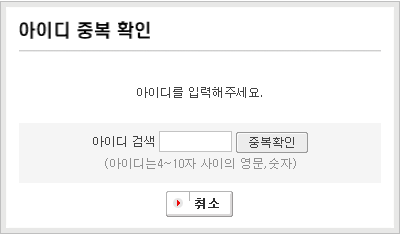 아이디 중복 확인
아이디를 입력해주세요.
아이디 검색 중복확인
(아이디는4~10자 사이의 영문,숫자)
취소